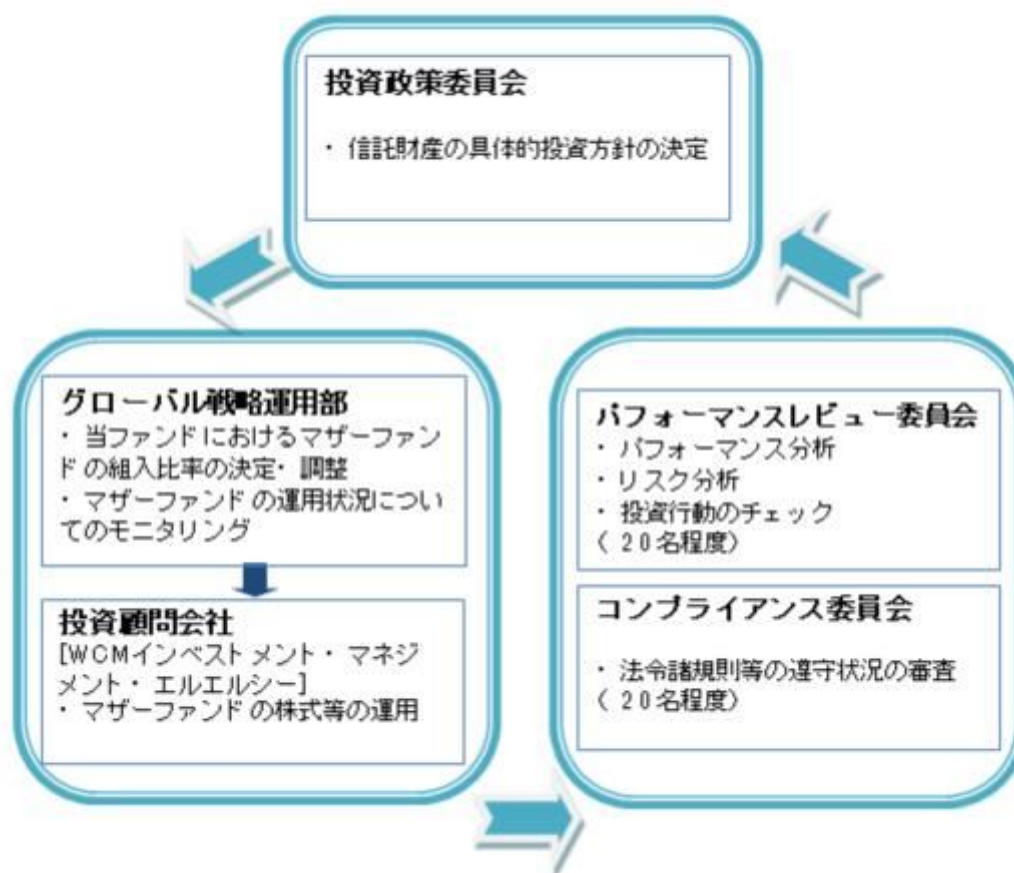 投資政策委員会
・ 信託財産の具体的投資方針の決定
グローバル戦略運用部
・ 当ファンドにおけるマザーファン
ドの組入比率の決定・ 調整
・ マザーファンドの運用状況につい
てのモニタリング
投資顧問会社
[WCMインベストメント・ マネジ
メント・ エルエルシー]
・ マザーファンドの株式等の運用
パフォーマンスレビュー委員会
・ パフォーマンス分析
・ リスク分析
・ 投資行動のチェック
（ 20名程度）
コンプライアンス委員会
・ 法令諸規則等の遵守状況の審査
（ 20名程度）